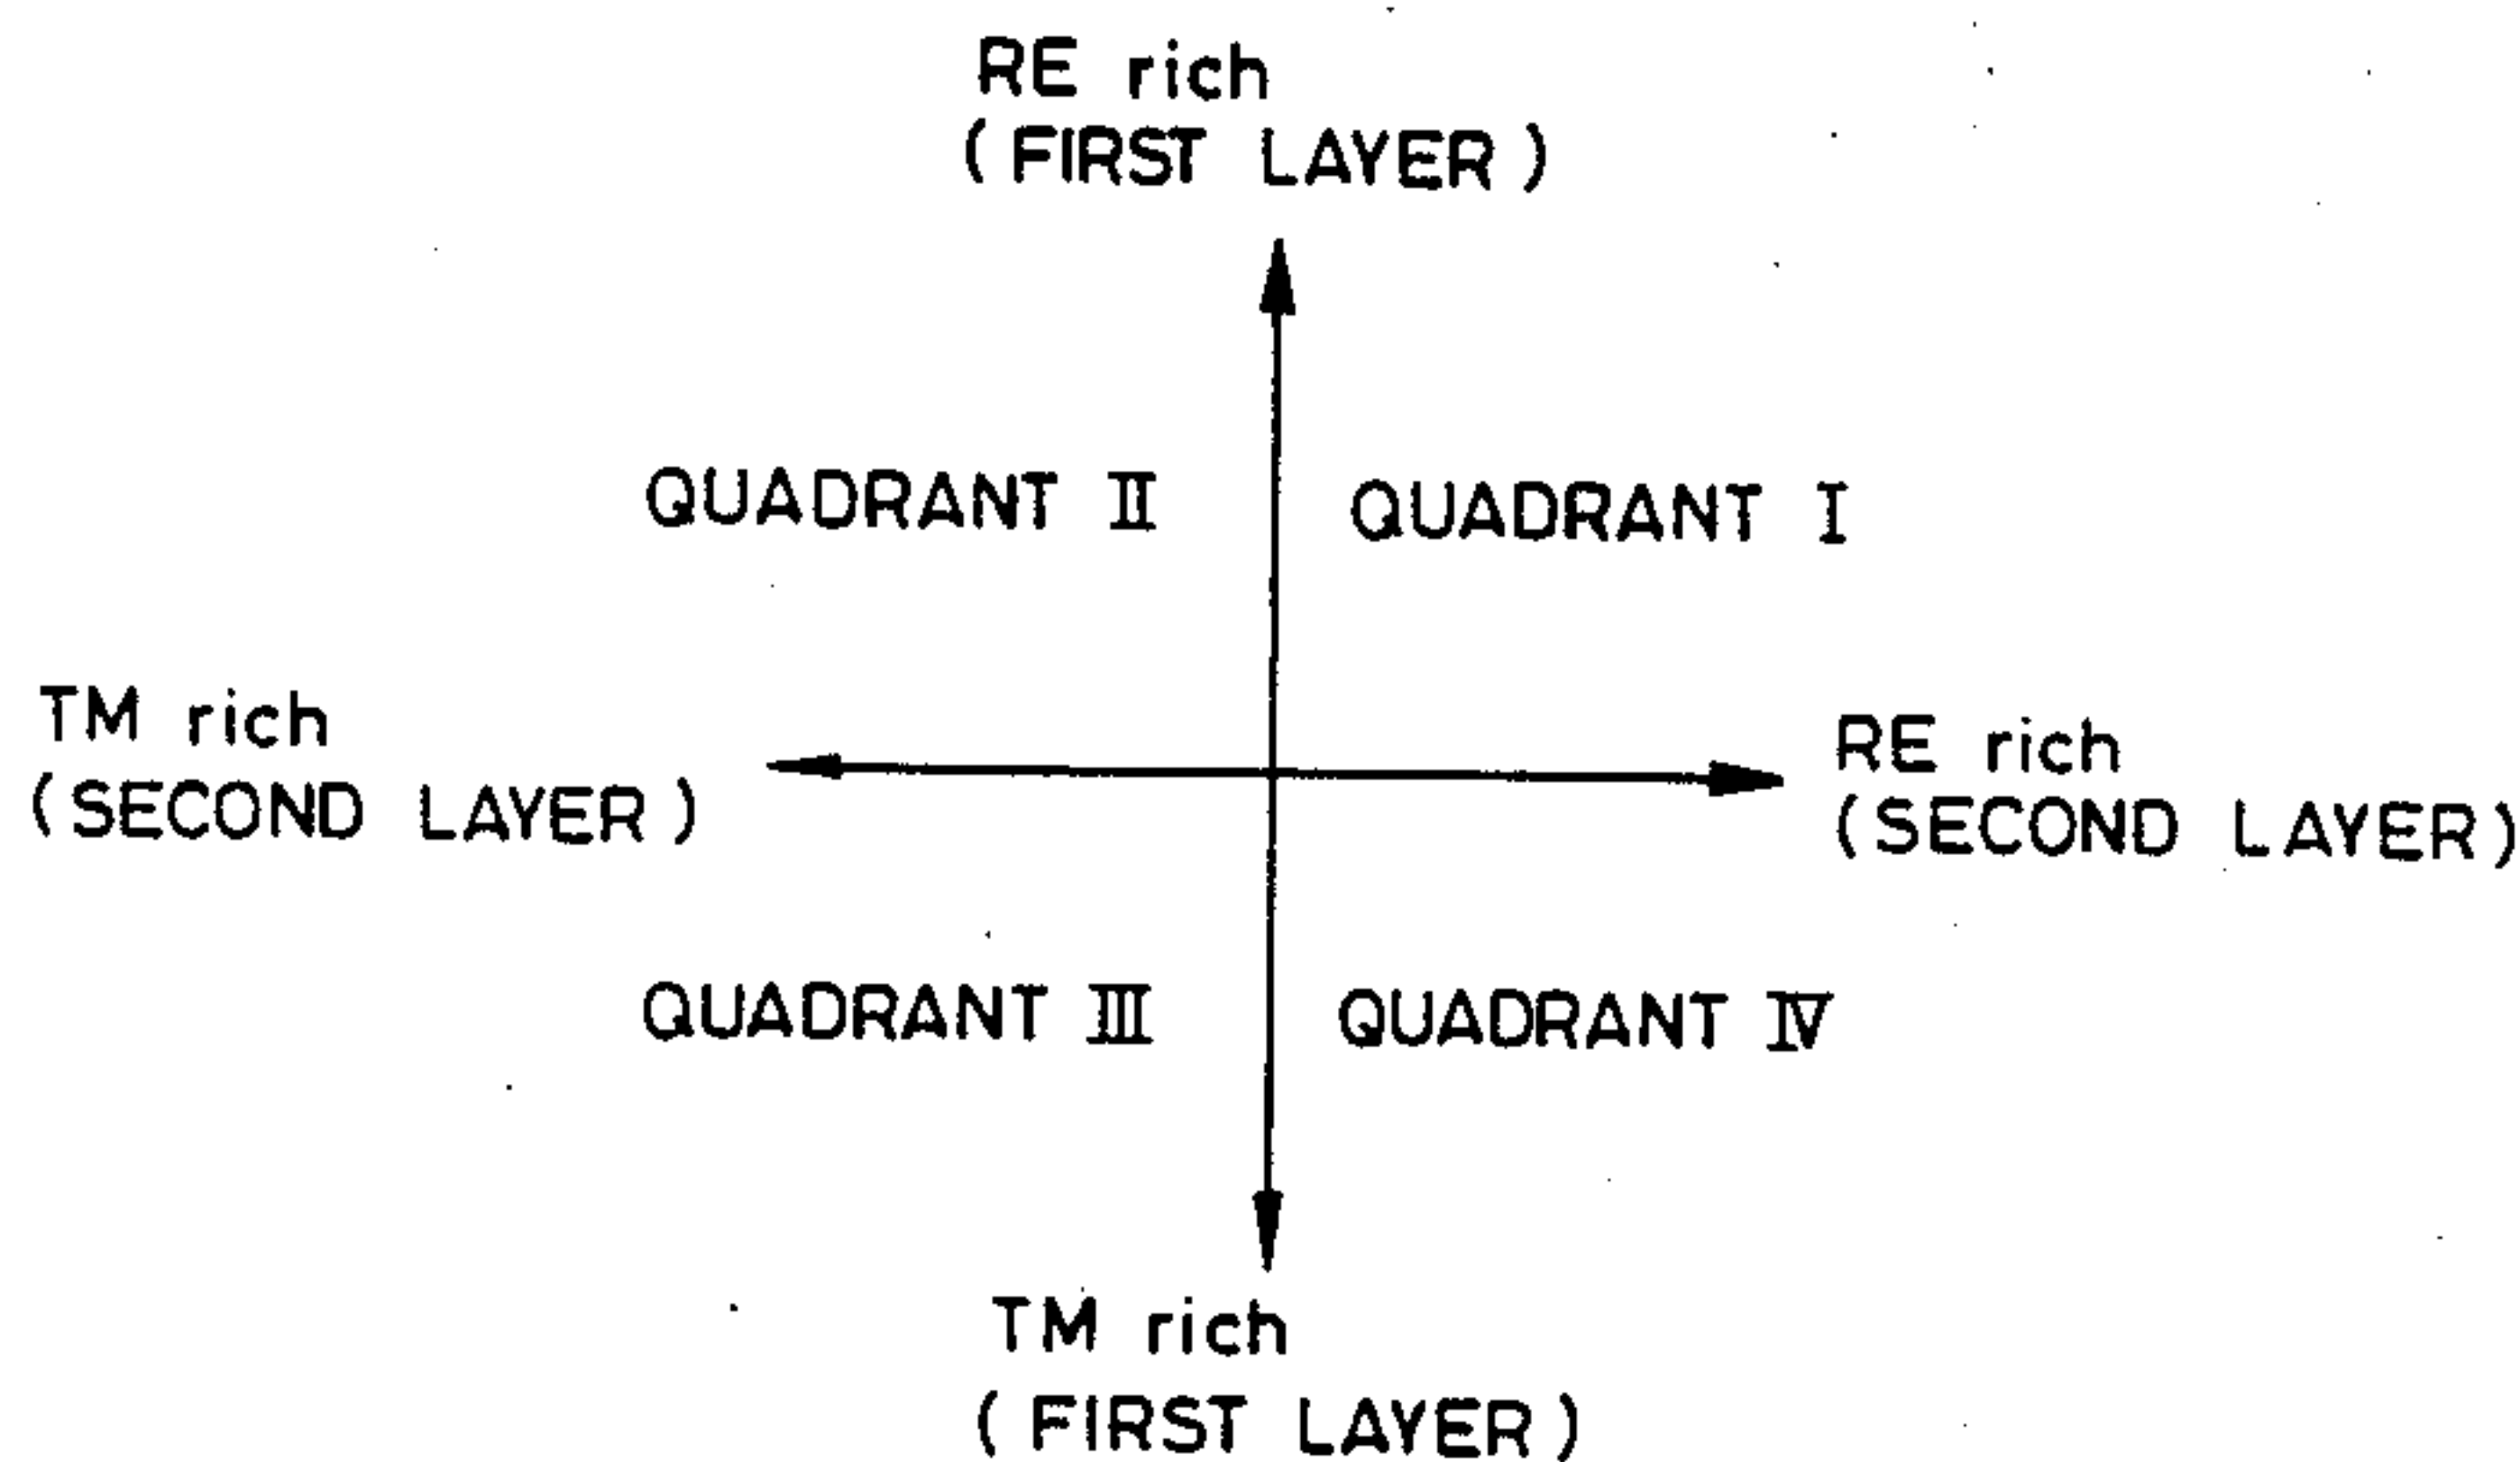 RE rich
( FIRST LAYER )
QUADRANT II
QUADRANT I
TM rich
( SECOND LAYER )
RE rich
( SECOND LAYER )
QUADRANT III
QUADRANT IV
TM rich
( FIRST LAYER )